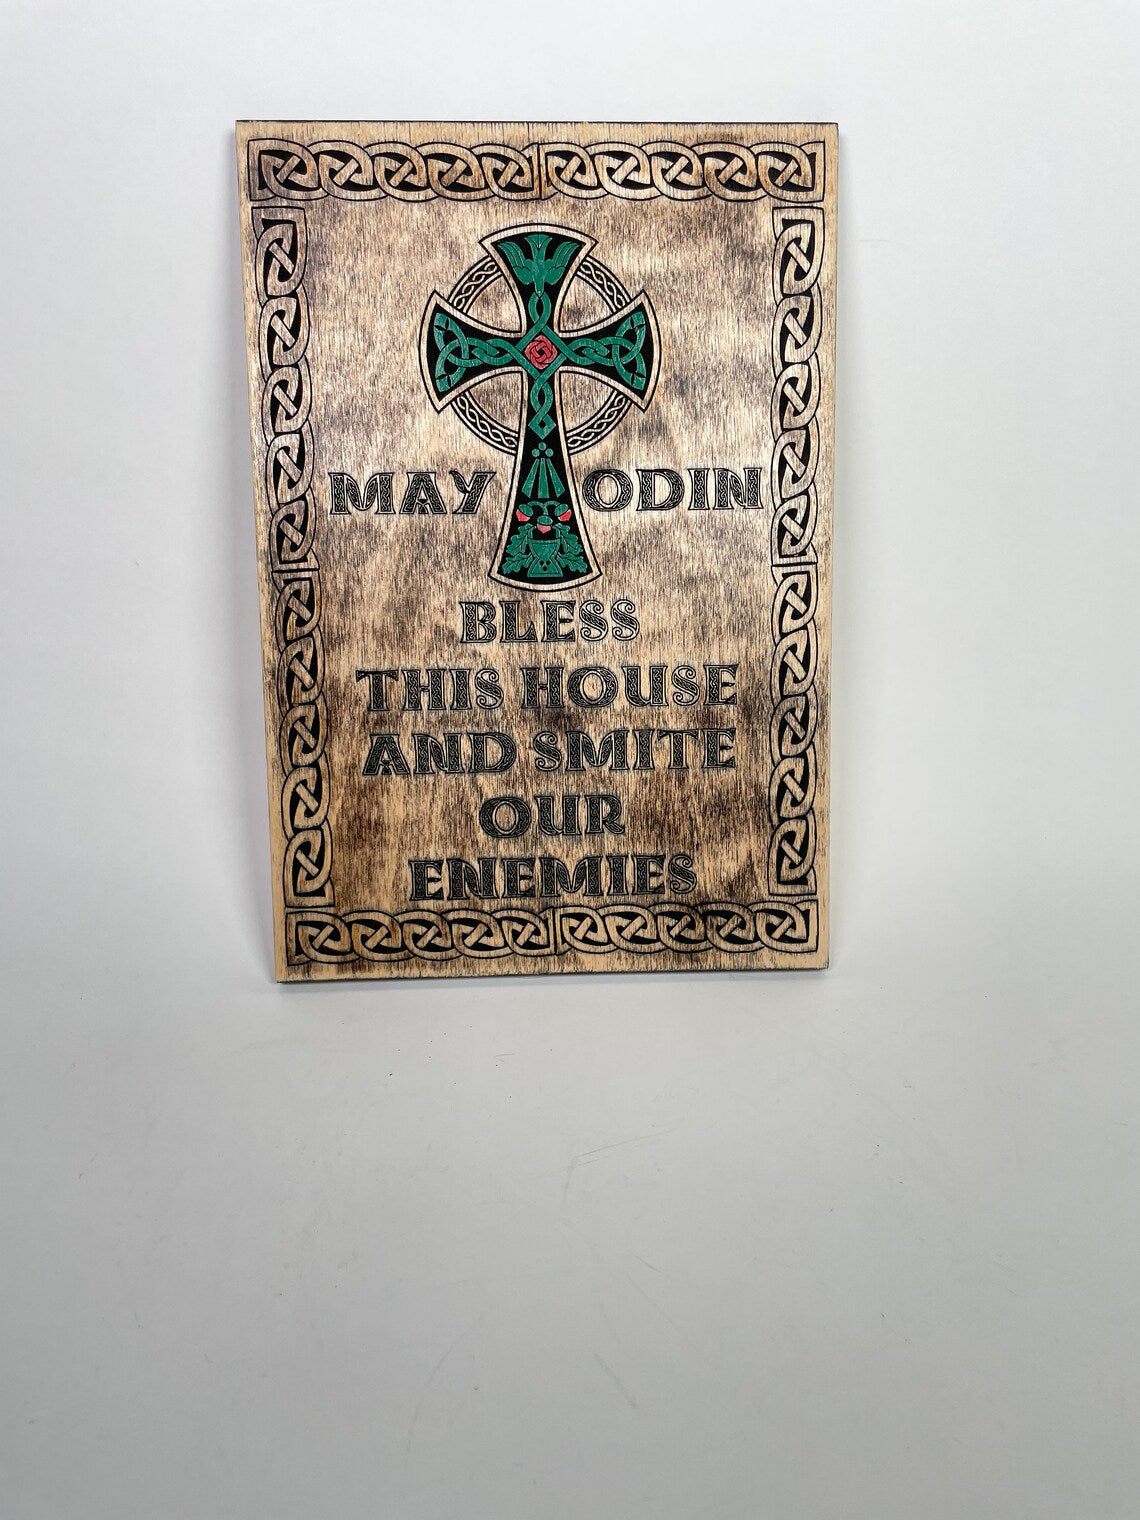 MAY ODIN
BLESS
THIS HOUSE
AND SMITE
OUR
ENEMIES